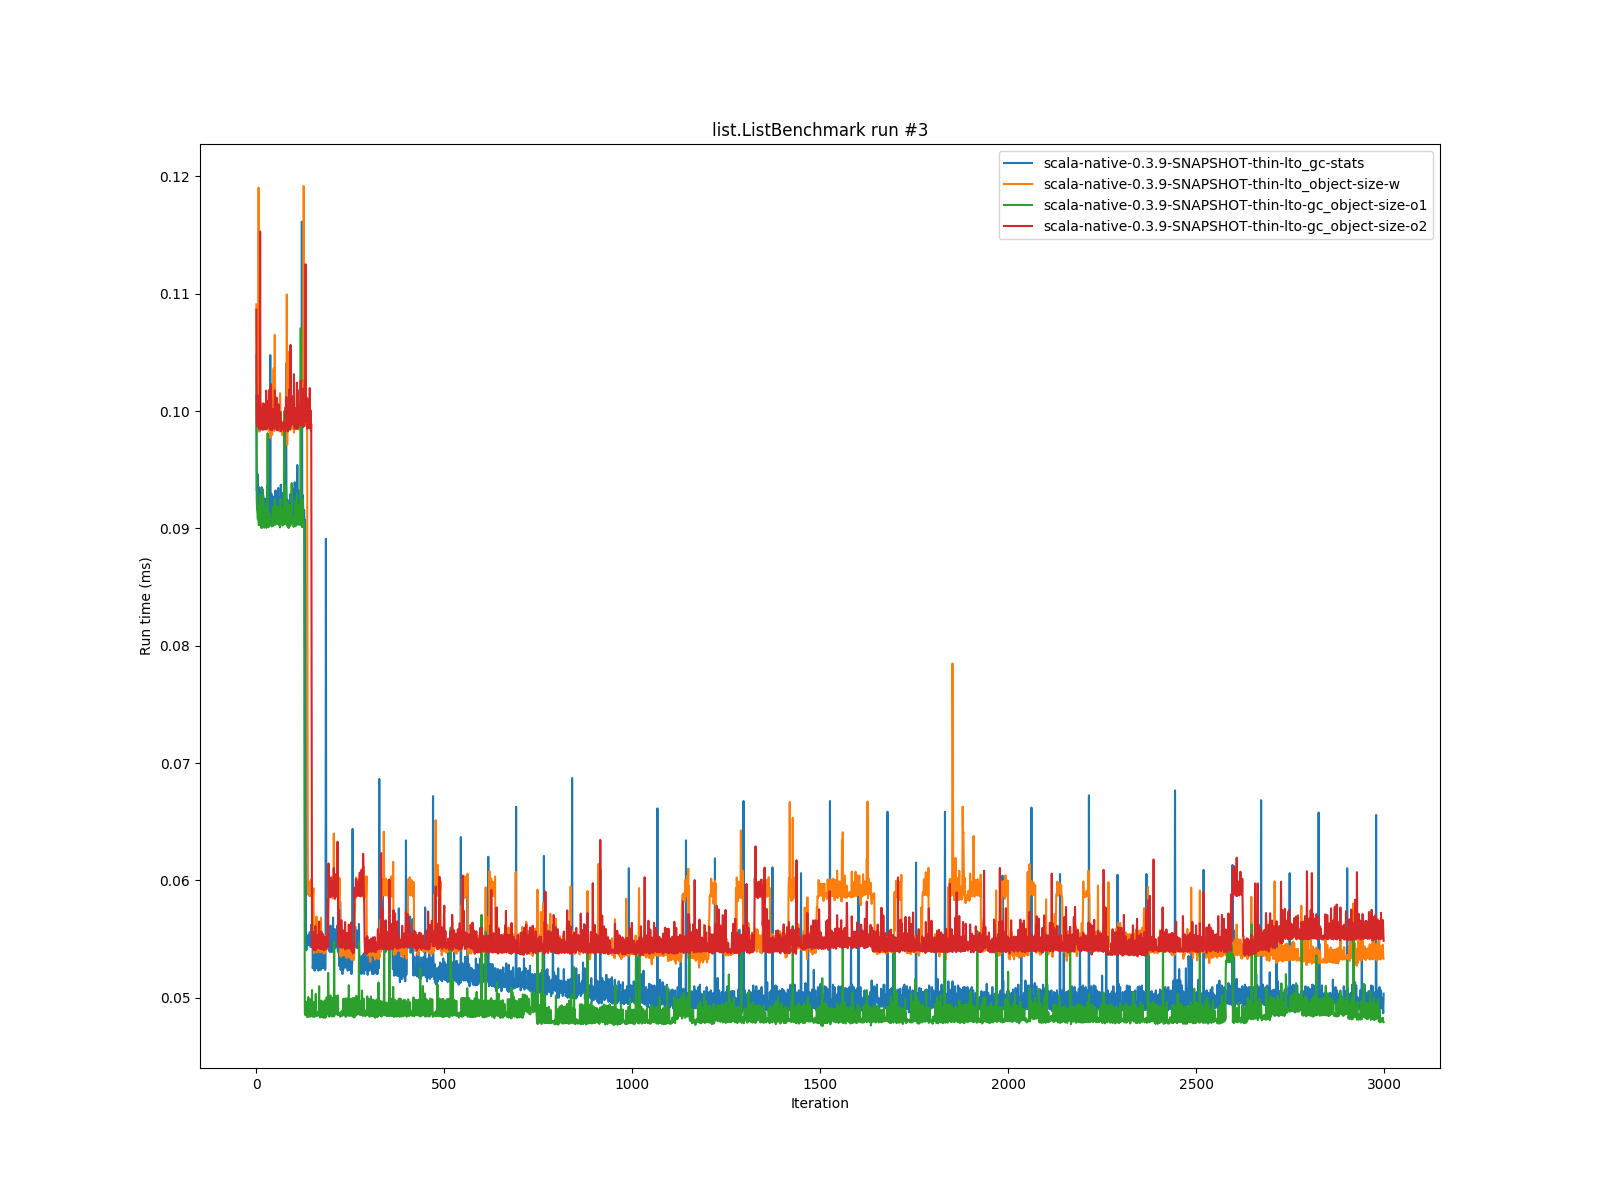 list.ListBenchmark run #3
scala-native-0.3.9-SNAPSHOT-thin-lto_gc-stats
scala-native-0.3.9-SNAPSHOT-thin-lto_object-size-w
scala-native-0.3.9-SNAPSHOT-thin-lto-gc_object-size-o1
scala-native-0.3.9-SNAPSHOT-thin-lto-gc_object-size-o2
0.12
0.11
0.10
0.09
0.08
0.07
0.06
0.05
Run time (ms)
0 500 1000 1500 2000 2500 3000
Iteration